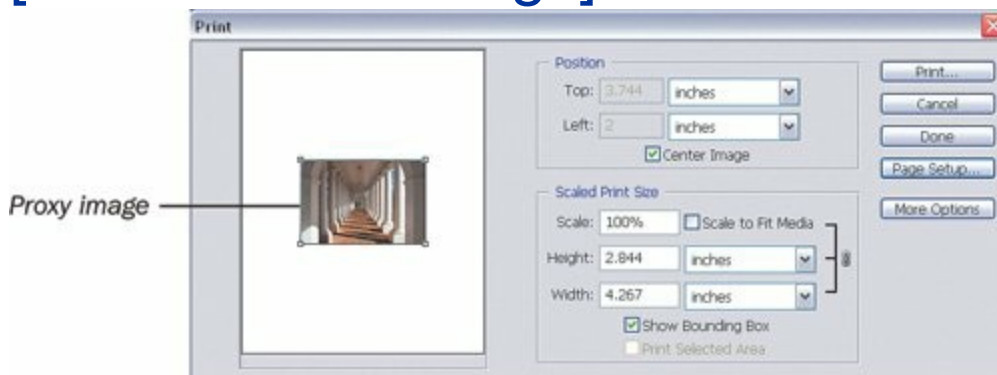 Print
Position
Top: 3.744 inches
Left: 2 inches
Center Image
Print...
Cancel
Done
Page Setup...
More Options
Proxy image
Scaled Print Size
Scale: 100% Scale to Fit Media
Height: 2.844 inches
Width: 4.267 inches
Show Bounding Box
Print Selected Area